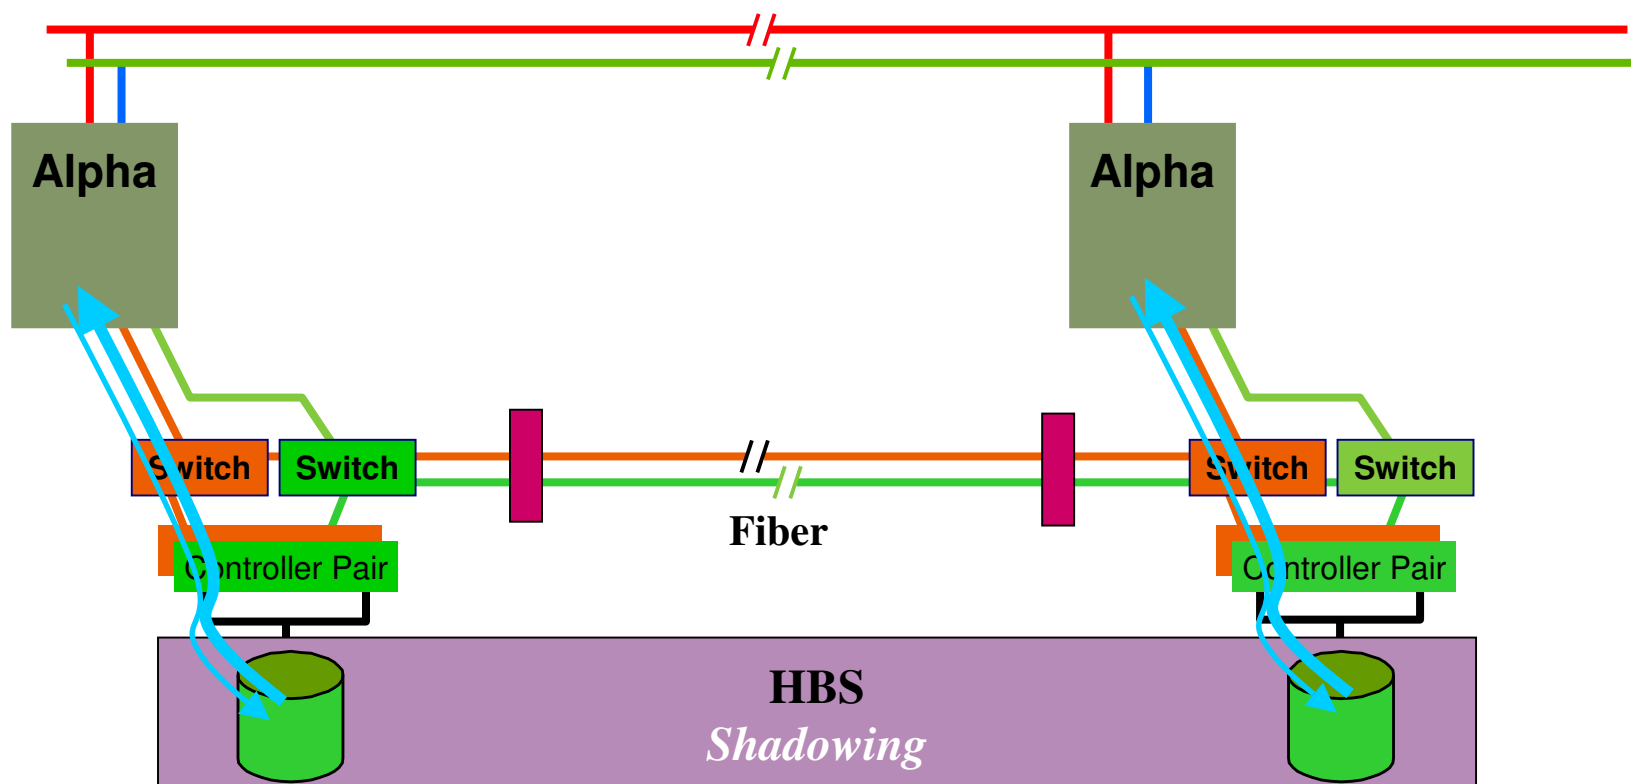 Alpha
Alpha
Switch
Switch
Switch
Switch
Fiber
Controller Pair
Controller Pair
HBS
Shadowing